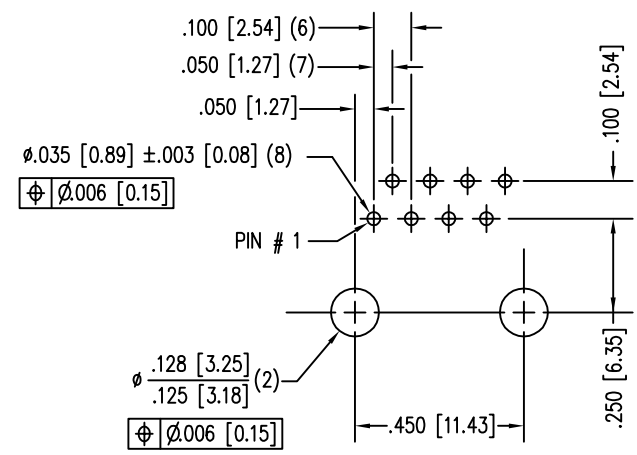 .100 [2.54] (6)
.050 [1.27] (7)
.050 [1.27]
.100 [2.54]
ø.035 [0.89] ±.003 [0.08] (8)
⌖ Ø.006 [0.15]
PIN # 1
ø .128 [3.25]
.125 [3.18] (2)
⌖ Ø.006 [0.15]
.450 [11.43]
.250 [6.35]